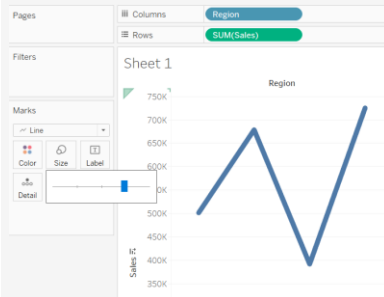 Pages
Columns
Region
Rows
SUM(Sales)
Filters
Sheet 1
Region
Marks
Line
Color
Size
Label
Detail
750K
700K
650K
600K
550K
500K
450K
400K
350K
Sales